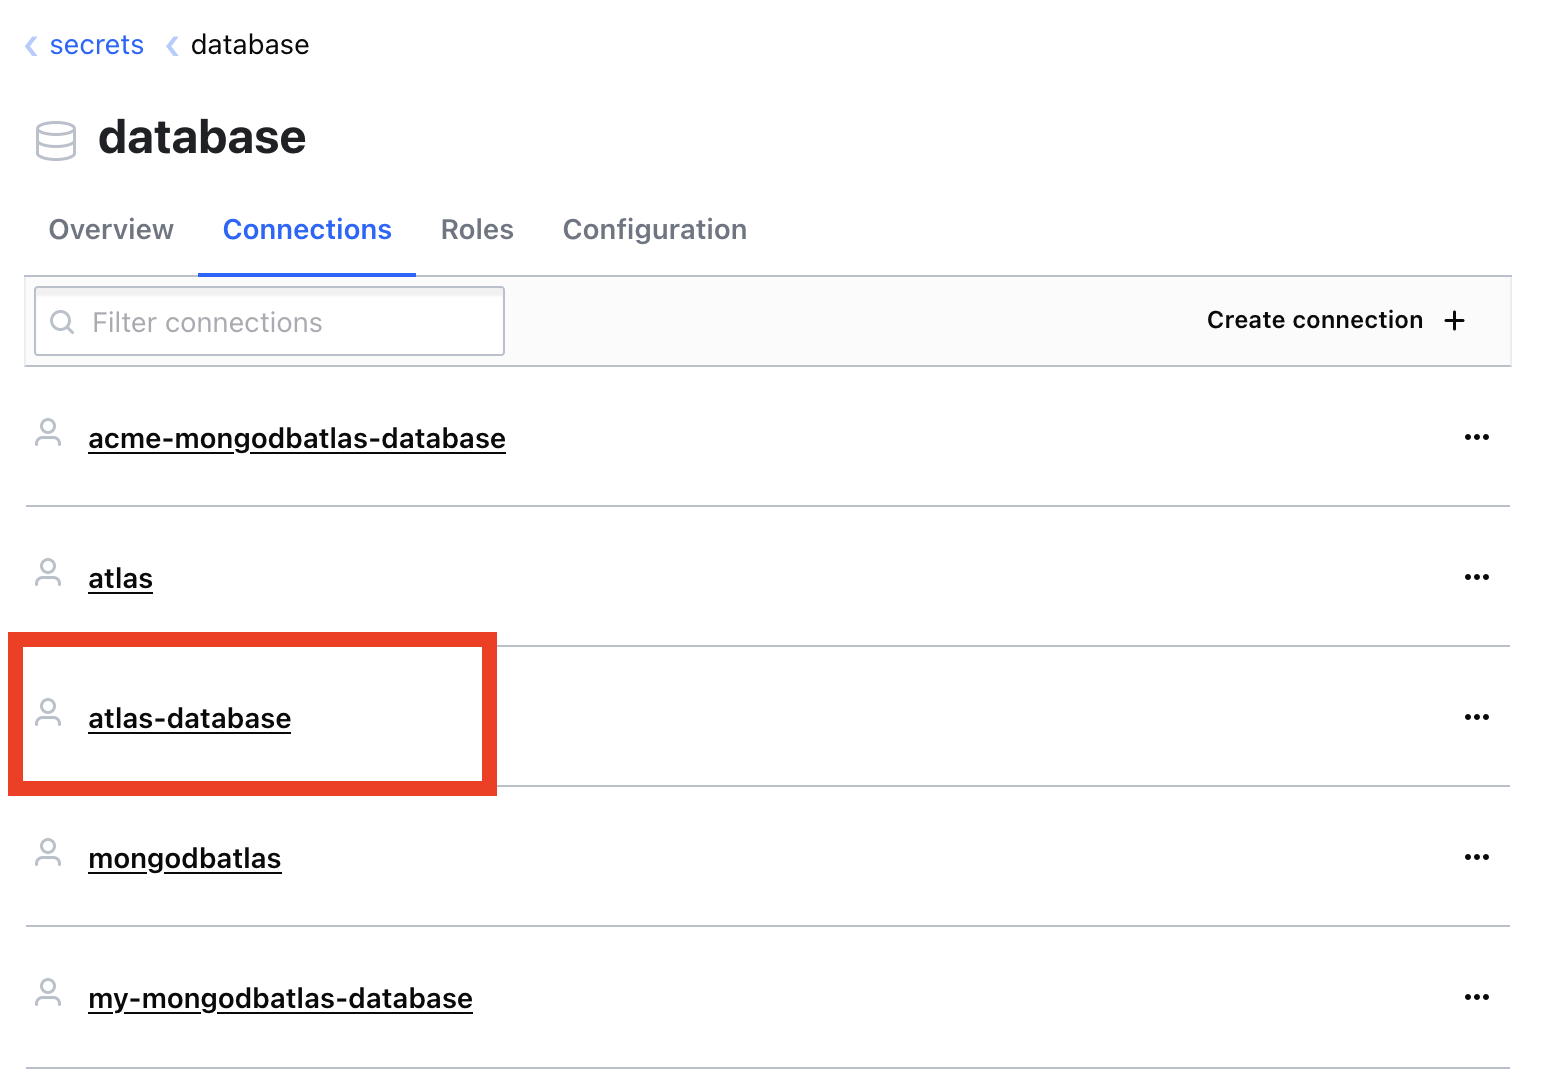 secrets database
database
Overview Connections Roles Configuration
Filter connections Create connection +
acme-mongodbatlas-database
atlas
atlas-database
mongodbatlas
my-mongodbatlas-database